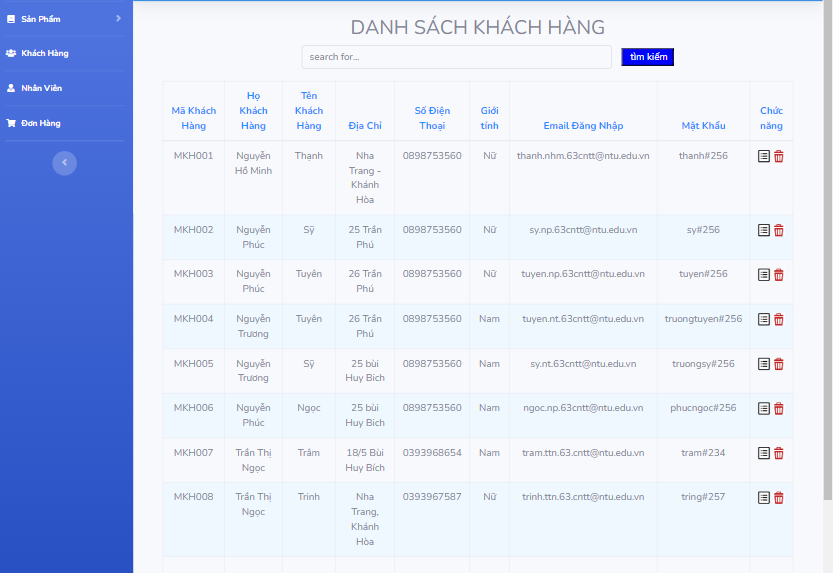 Sản Phẩm
Khách Hàng
Nhân Viên
Đơn Hàng
DANH SÁCH KHÁCH HÀNG
search for...
tìm kiếm
Mã Khách Hàng
Họ Khách Hàng
Tên Khách Hàng
Địa Chỉ
Số Điện Thoại
Giới tính
Email Đăng Nhập
Mật Khẩu
Chức năng
MKH001 Nguyễn Hồ Minh Thạnh Nha Trang - Khánh Hòa 0898753560 Nữ thanh.nhm.63cntt@ntu.edu.vn thanh#256
MKH002 Nguyễn Phúc Sỹ 25 Trần Phú 0898753560 Nữ sy.np.63cntt@ntu.edu.vn sy#256
MKH003 Nguyễn Phúc Tuyên 26 Trần Phú 0898753560 Nữ tuyen.np.63cntt@ntu.edu.vn tuyen#256
MKH004 Nguyễn Trương Tuyên 26 Trần Phú 0898753560 Nam tuyen.nt.63cntt@ntu.edu.vn truongtuyen#256
MKH005 Nguyễn Trương Sỹ 25 bùi Huy Bích 0898753560 Nam sy.nt.63cntt@ntu.edu.vn truongsy#256
MKH006 Nguyễn Phúc Ngọc 25 bùi Huy Bích 0898753560 Nam ngoc.np.63cntt@ntu.edu.vn phucngoc#256
MKH007 Trần Thị Ngọc Trâm 18/5 Bùi Huy Bích 0393968654 Nam tram.ttn.63.cntt@ntu.edu.vn tram#234
MKH008 Trần Thị Ngọc Trinh Nha Trang, Khánh Hòa 0393967587 Nữ trinh.ttn.63.cntt@ntu.edu.vn tring#257